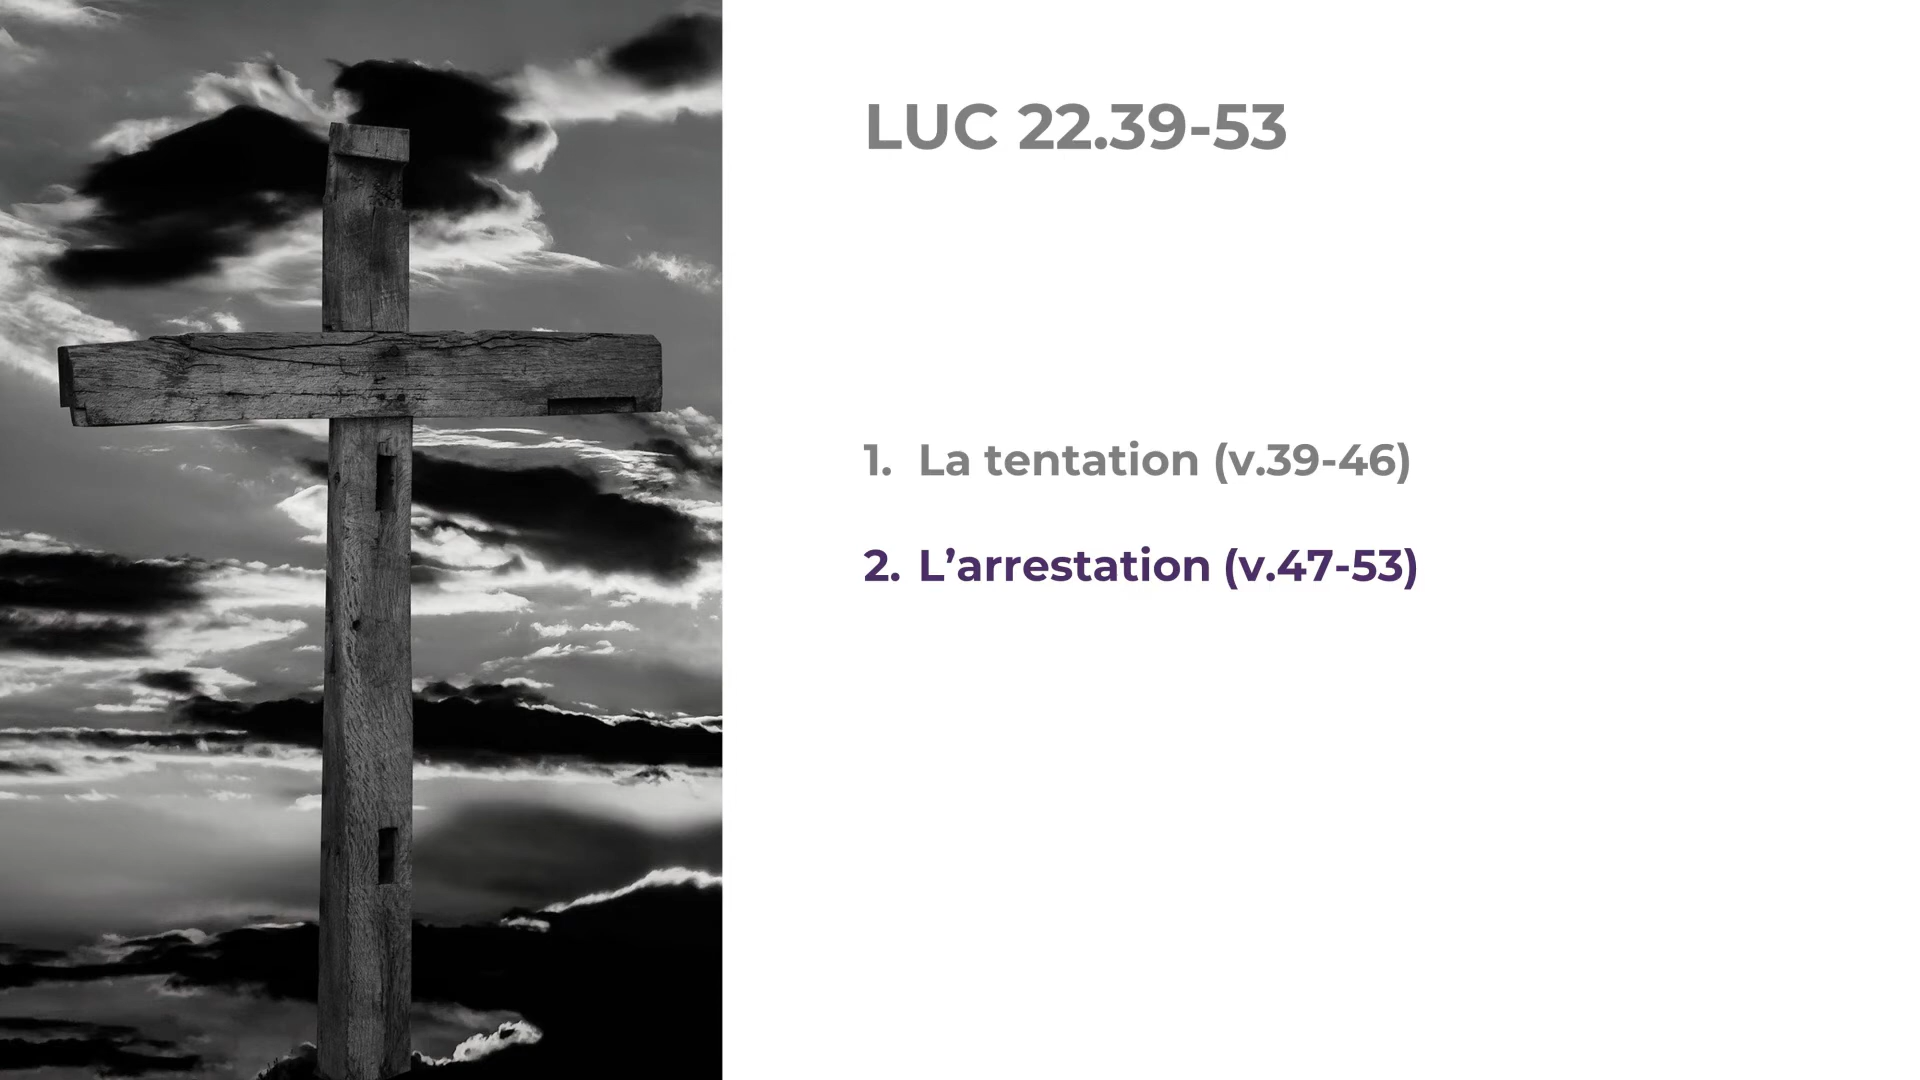 LUC 22.39-53
1. La tentation (v.39-46)
2. L’arrestation (v.47-53)